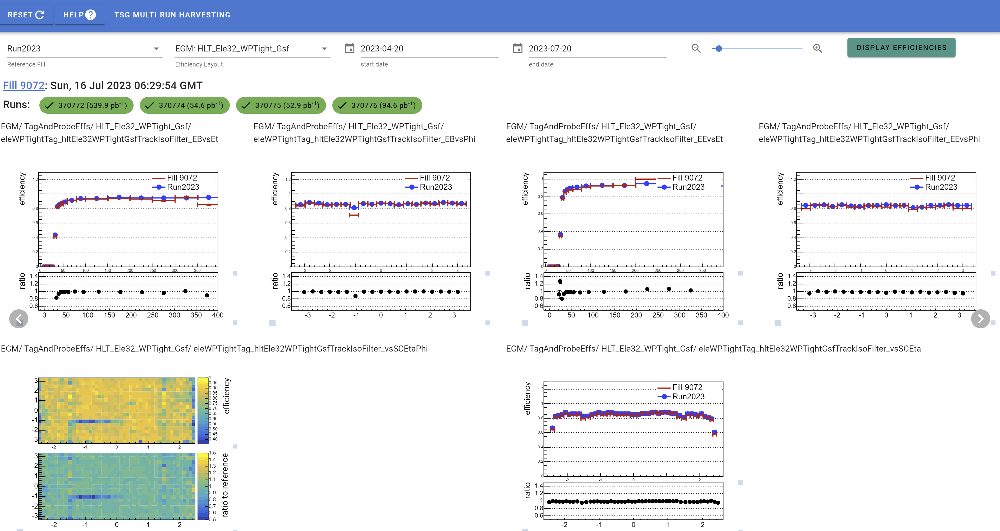 RESET HELP ? TSG MULTI RUN HARVESTING
Run2023 EGM: HLT_Ele32_WPTight_Gsf 2023-04-20 2023-07-20 DISPLAY EFFICIENCIES
Reference Fill Efficiency Layout start date end date
Fill 9072: Sun, 16 Jul 2023 06:29:54 GMT
Runs: 370772 (539.9 pb-1) 370774 (54.6 pb-1) 370775 (52.9 pb-1) 370776 (94.6 pb-1)
EGM/ TagAndProbeEffs/ HLT_Ele32_WPTight_Gsf/
eleWPTightTag_hltEle32WPTightGsfTrackIsoFilter_EBvsEt
EGM/ TagAndProbeEffs/ HLT_Ele32_WPTight_Gsf/
eleWPTightTag_hltEle32WPTightGsfTrackIsoFilter_EBvsPhi
EGM/ TagAndProbeEffs/ HLT_Ele32_WPTight_Gsf/
eleWPTightTag_hltEle32WPTightGsfTrackIsoFilter_EEvsEt
EGM/ TagAndProbeEffs/ HLT_Ele32_WPTight_Gsf/
eleWPTightTag_hltEle32WPTightGsfTrackIsoFilter_EEvsPhi
efficiency
Fill 9072
Run2023
1.2
1
0.8
0.6
0.4
0.2
0
0 50 100 150 200 250 300 350
ratio
1.4
1.2
1
0.8
0.6
0 50 100 150 200 250 300 350 400
efficiency
Fill 9072
Run2023
1.2
1
0.8
0.6
0.4
0.2
0
-3 -2 -1 0 1 2 3
ratio
1.4
1.2
1
0.8
0.6
-3 -2 -1 0 1 2 3
efficiency
Fill 9072
Run2023
1
0.8
0.6
0.4
0.2
0
0 50 100 150 200 250 300 350
ratio
1.4
1.2
1
0.8
0.6
0 50 100 150 200 250 300 350 400
efficiency
Fill 9072
Run2023
1.2
1
0.8
0.6
0.4
0.2
0
-3 -2 -1 0 1 2 3
ratio
1.4
1.2
1
0.8
0.6
-3 -2 -1 0 1 2 3
EGM/ TagAndProbeEffs/ HLT_Ele32_WPTight_Gsf/ eleWPTightTag_hltEle32WPTightGsfTrackIsoFilter_vsSCEtaPhi
EGM/ TagAndProbeEffs/ HLT_Ele32_WPTight_Gsf/ eleWPTightTag_hltEle32WPTightGsfTrackIsoFilter_vsSCEta
3
2
1
0
-1
-2
-3
-2 -1 0 1 2
1
0.95
0.90
0.85
0.80
0.75
0.70
0.65
0.60
0.55
0.50
0.45
0.40
efficiency
3
2
1
0
-1
-2
-3
-2 -1 0 1 2
1.5
1.4
1.3
1.2
1.1
1
0.9
0.8
0.7
0.6
0.5
ratio to reference
efficiency
Fill 9072
Run2023
1.2
1
0.8
0.6
0.4
0.2
0
-2 -1 0 1 2
ratio
1.4
1.2
1
0.8
0.6
-2 -1 0 1 2